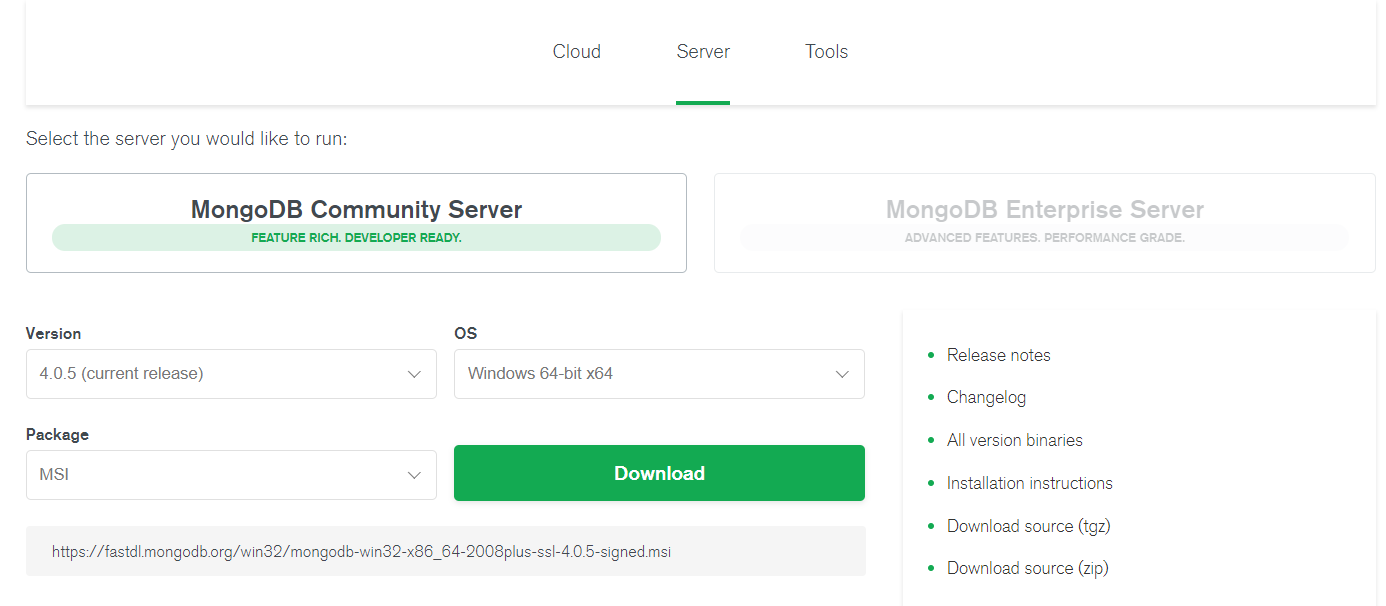 Cloud Server Tools
Select the server you would like to run:
MongoDB Community Server
FEATURE RICH. DEVELOPER READY.
MongoDB Enterprise Server
ADVANCED FEATURES. PERFORMANCE GRADE.
Version
4.0.5 (current release)
OS
Windows 64-bit x64
Package
MSI
Download
https://fastdl.mongodb.org/win32/mongodb-win32-x86_64-2008plus-ssl-4.0.5-signed.msi
Release notes
Changelog
All version binaries
Installation instructions
Download source (tgz)
Download source (zip)